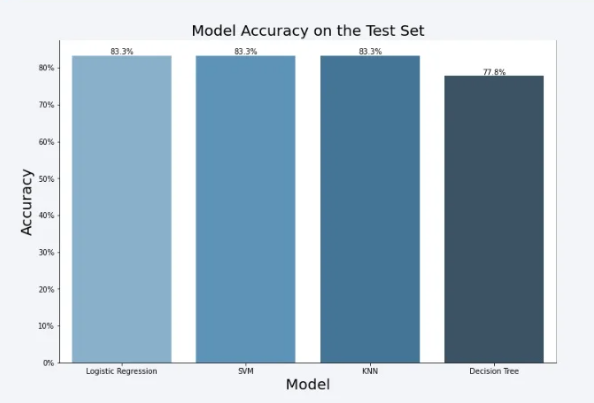 Model Accuracy on the Test Set
83.3%
83.3%
83.3%
77.8%
80%
70%
60%
50%
40%
30%
20%
10%
0%
Accuracy
Logistic Regression
SVM
KNN
Decision Tree
Model